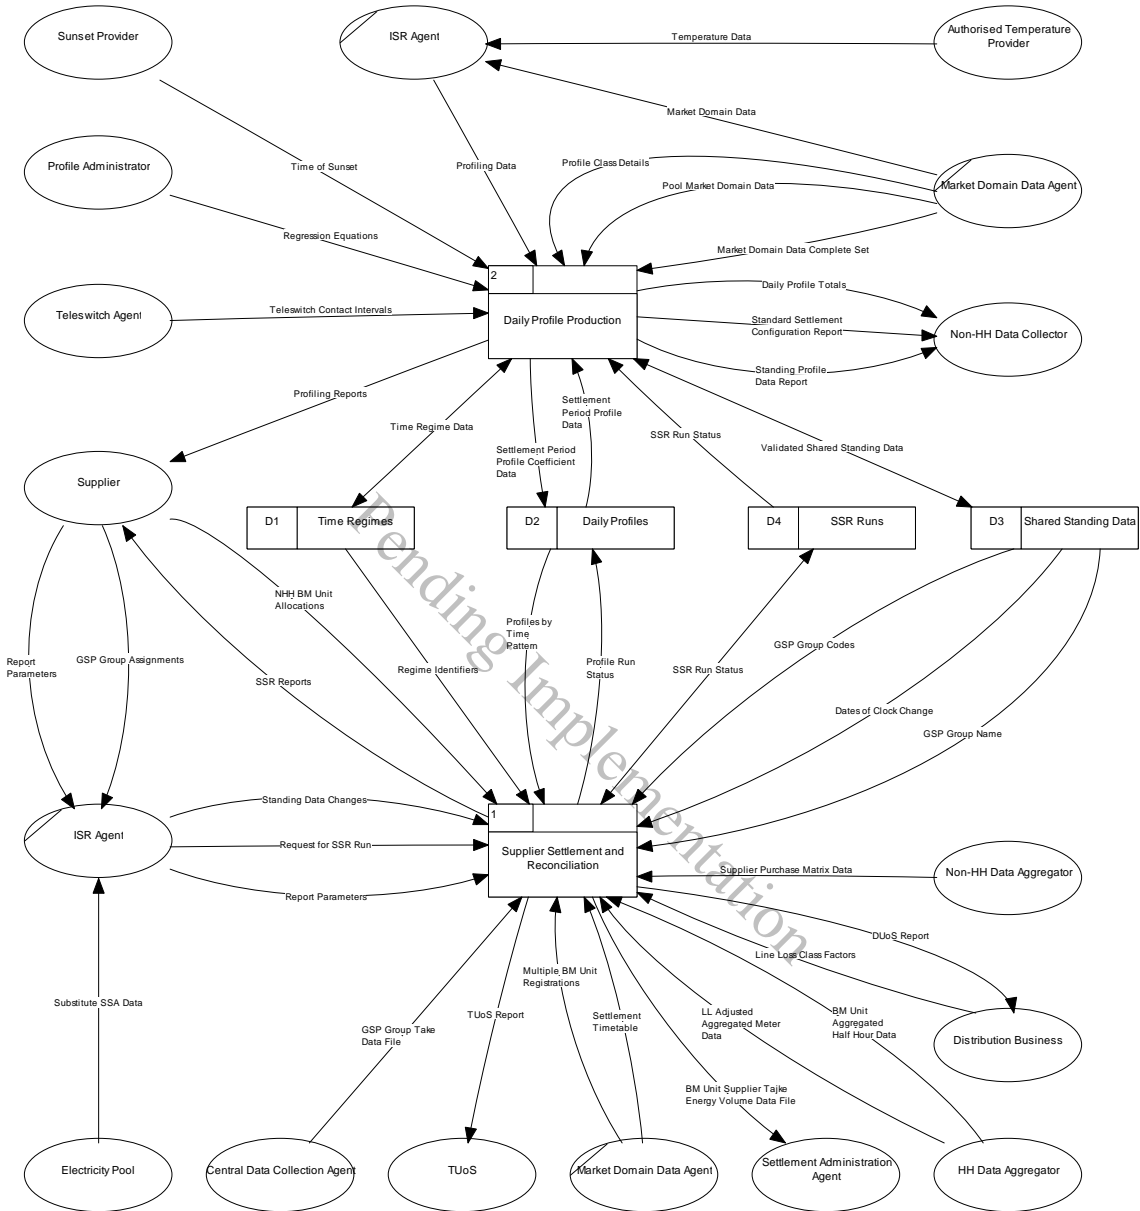 Sunset Provider
ISR Agent
Authorised Temperature
Provider
Temperature Data
Market Domain Data
Profile Administrator
Time of Sunset
Profiling Data
Profile Class Details
Pool Market Domain Data
Market Domain Data Agent
Regression Equations
Market Domain Data Complete Set
2
Daily Profile Production
Teleswitch Agent
Teleswitch Contact Intervals
Daily Profile Totals
Standard Settlement
Configuration Report
Non-HH Data Collector
Standing Profile
Data Report
Profiling Reports
Time Regime Data
Settlement
Period Profile
Data
Settlement Period
Profile Coefficient
Data
SSR Run Status
Validated Shared Standing Data
Supplier
D1
Time Regimes
D2
Daily Profiles
D4
SSR Runs
D3
Shared Standing Data
NHH BM Unit
Allocations
Report
Parameters
GSP Group Assignments
SSR Reports
Regime Identifiers
Profiles by
Time
Pattern
Profile Run
Status
SSR Run Status
GSP Group Codes
Dates of Clock Change
GSP Group Name
Pending Implementation
ISR Agent
Standing Data Changes
Request for SSR Run
Report Parameters
1
Supplier Settlement and
Reconciliation
Supplier Purchase Matrix Data
Non-HH Data Aggregator
DUoS Report
Line Loss Class Factors
Substitute SSA Data
GSP Group Take
Data File
TUoS Report
Multiple BM Unit
Registrations
Settlement
Timetable
LL Adjusted
Aggregated Meter
Data
BM Unit
Aggregated
Half Hour Data
Distribution Business
BM Unit Supplier Tajke
Energy Volume Data File
Electricity Pool
Central Data Collection Agent
TUoS
Market Domain Data Agent
Settlement Administration
Agent
HH Data Aggregator